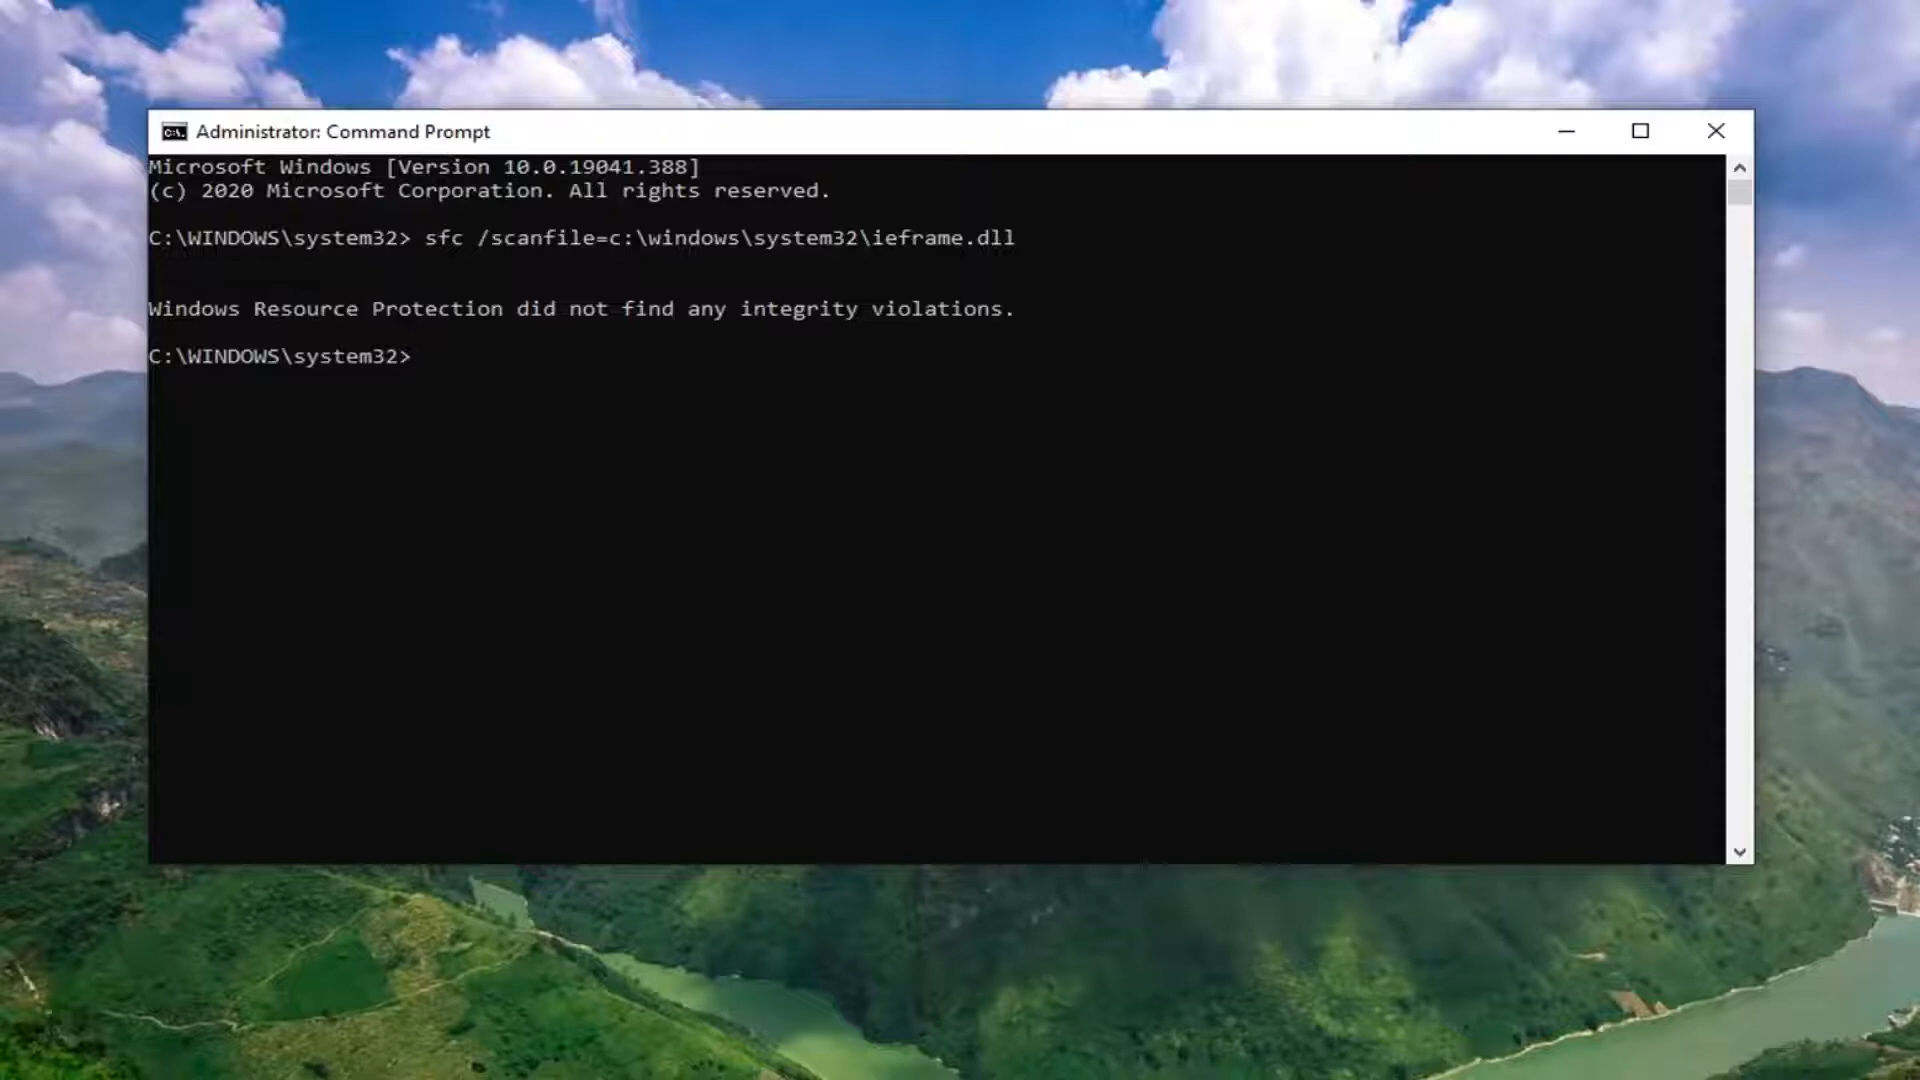 Administrator: Command Prompt
Microsoft Windows [Version 10.0.19041.388]
(c) 2020 Microsoft Corporation. All rights reserved.
C:\WINDOWS\system32> sfc /scanfile=c:\windows\system32\ieframe.dll
Windows Resource Protection did not find any integrity violations.
C:\WINDOWS\system32>